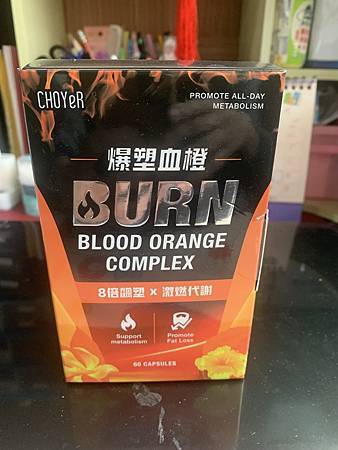 CHOYeR
PROMOTE ALL-DAY
METABOLISM
爆塑血橙
BURN
BLOOD ORANGE
COMPLEX
8倍飆塑 × 激燃代謝
Support
metabolism
Promote
Fat Loss
60 CAPSULES